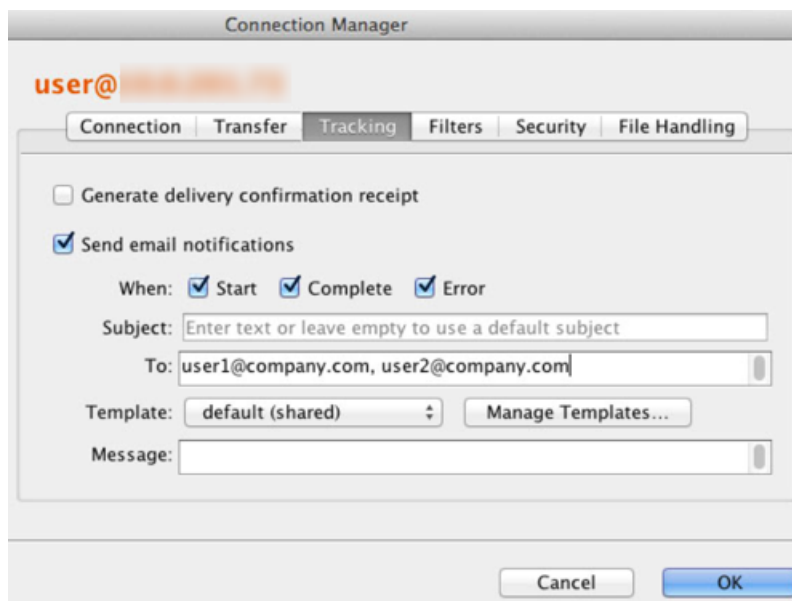 Connection Manager
user@
Connection Transfer Tracking Filters Security File Handling
Generate delivery confirmation receipt
Send email notifications
When: Start Complete Error
Subject: Enter text or leave empty to use a default subject
To: user1@company.com, user2@company.com
Template: default (shared) Manage Templates...
Message:
Cancel OK